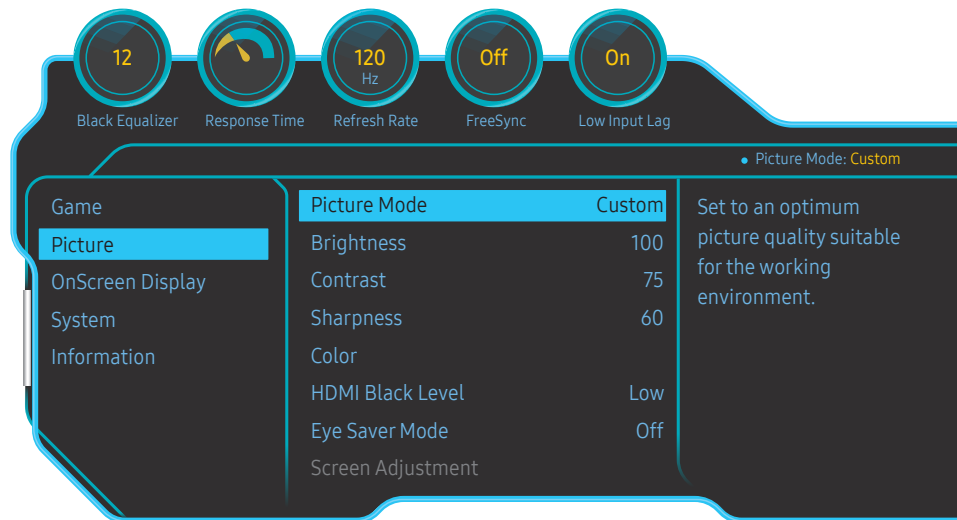 12
120
Hz
Off
On
Black Equalizer
Response Time
Refresh Rate
FreeSync
Low Input Lag
Picture Mode: Custom
Game
Picture
OnScreen Display
System
Information
Picture Mode Custom
Brightness 100
Contrast 75
Sharpness 60
Color
HDMI Black Level Low
Eye Saver Mode Off
Screen Adjustment
Set to an optimum
picture quality suitable
for the working
environment.